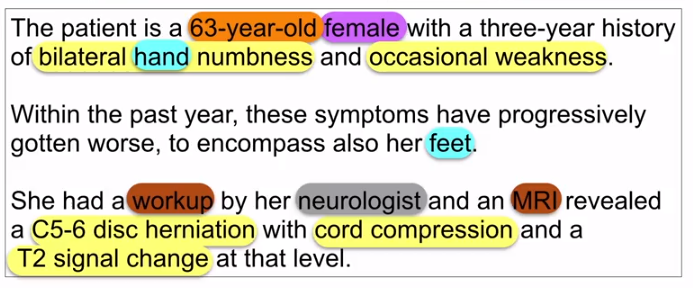 The patient is a 63-year-old female with a three-year history
of bilateral hand numbness and occasional weakness.
Within the past year, these symptoms have progressively
gotten worse, to encompass also her feet.
She had a workup by her neurologist and an MRI revealed
a C5-6 disc herniation with cord compression and a
T2 signal change at that level.